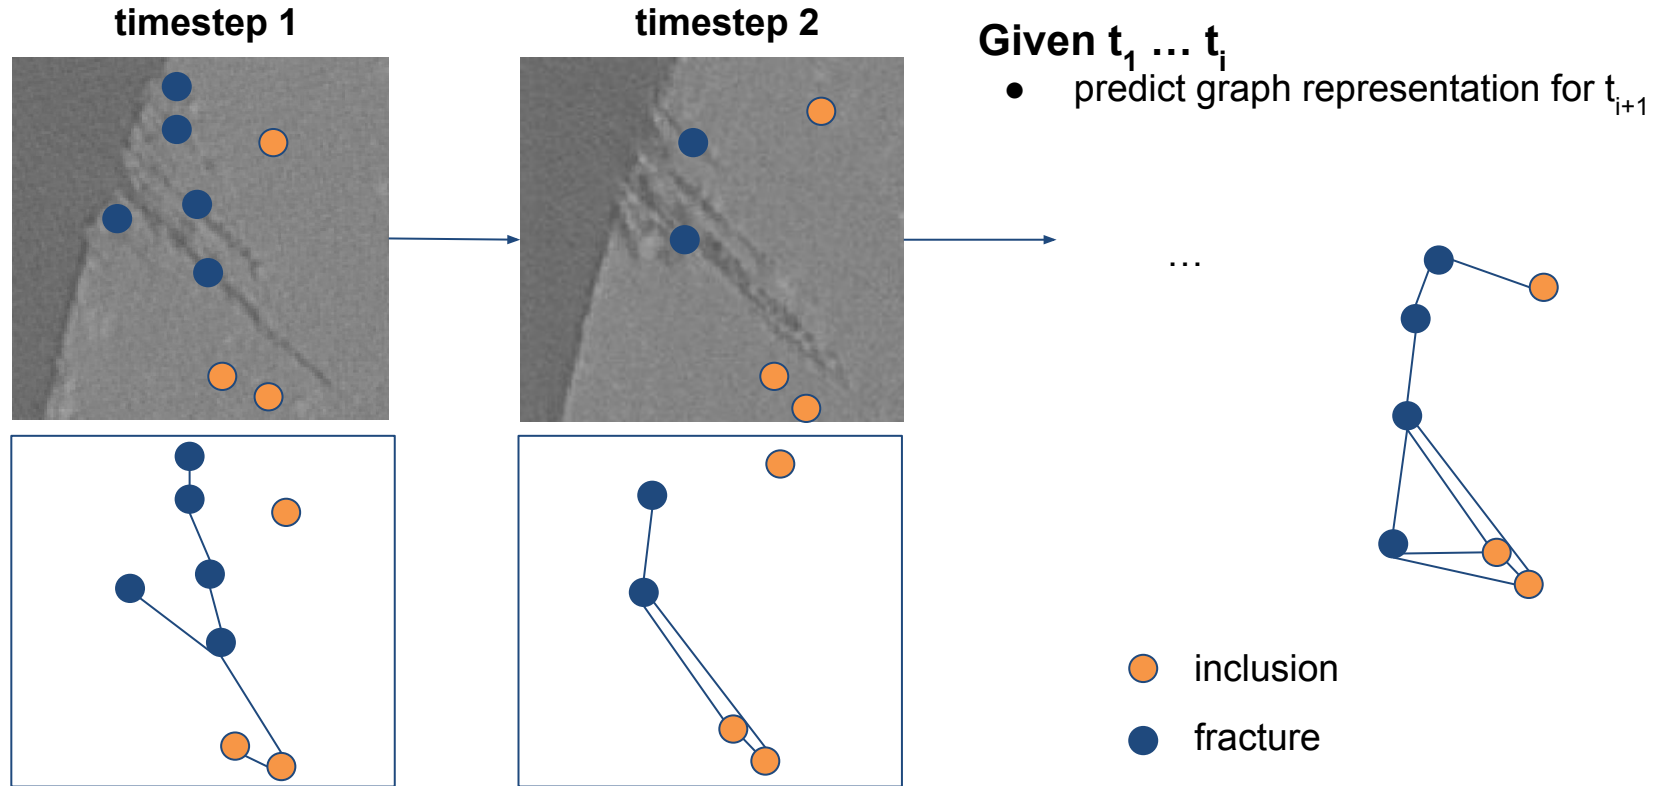 timestep 1
timestep 2
Given t₁ … tᵢ
● predict graph representation for tᵢ₊₁
…
inclusion
fracture